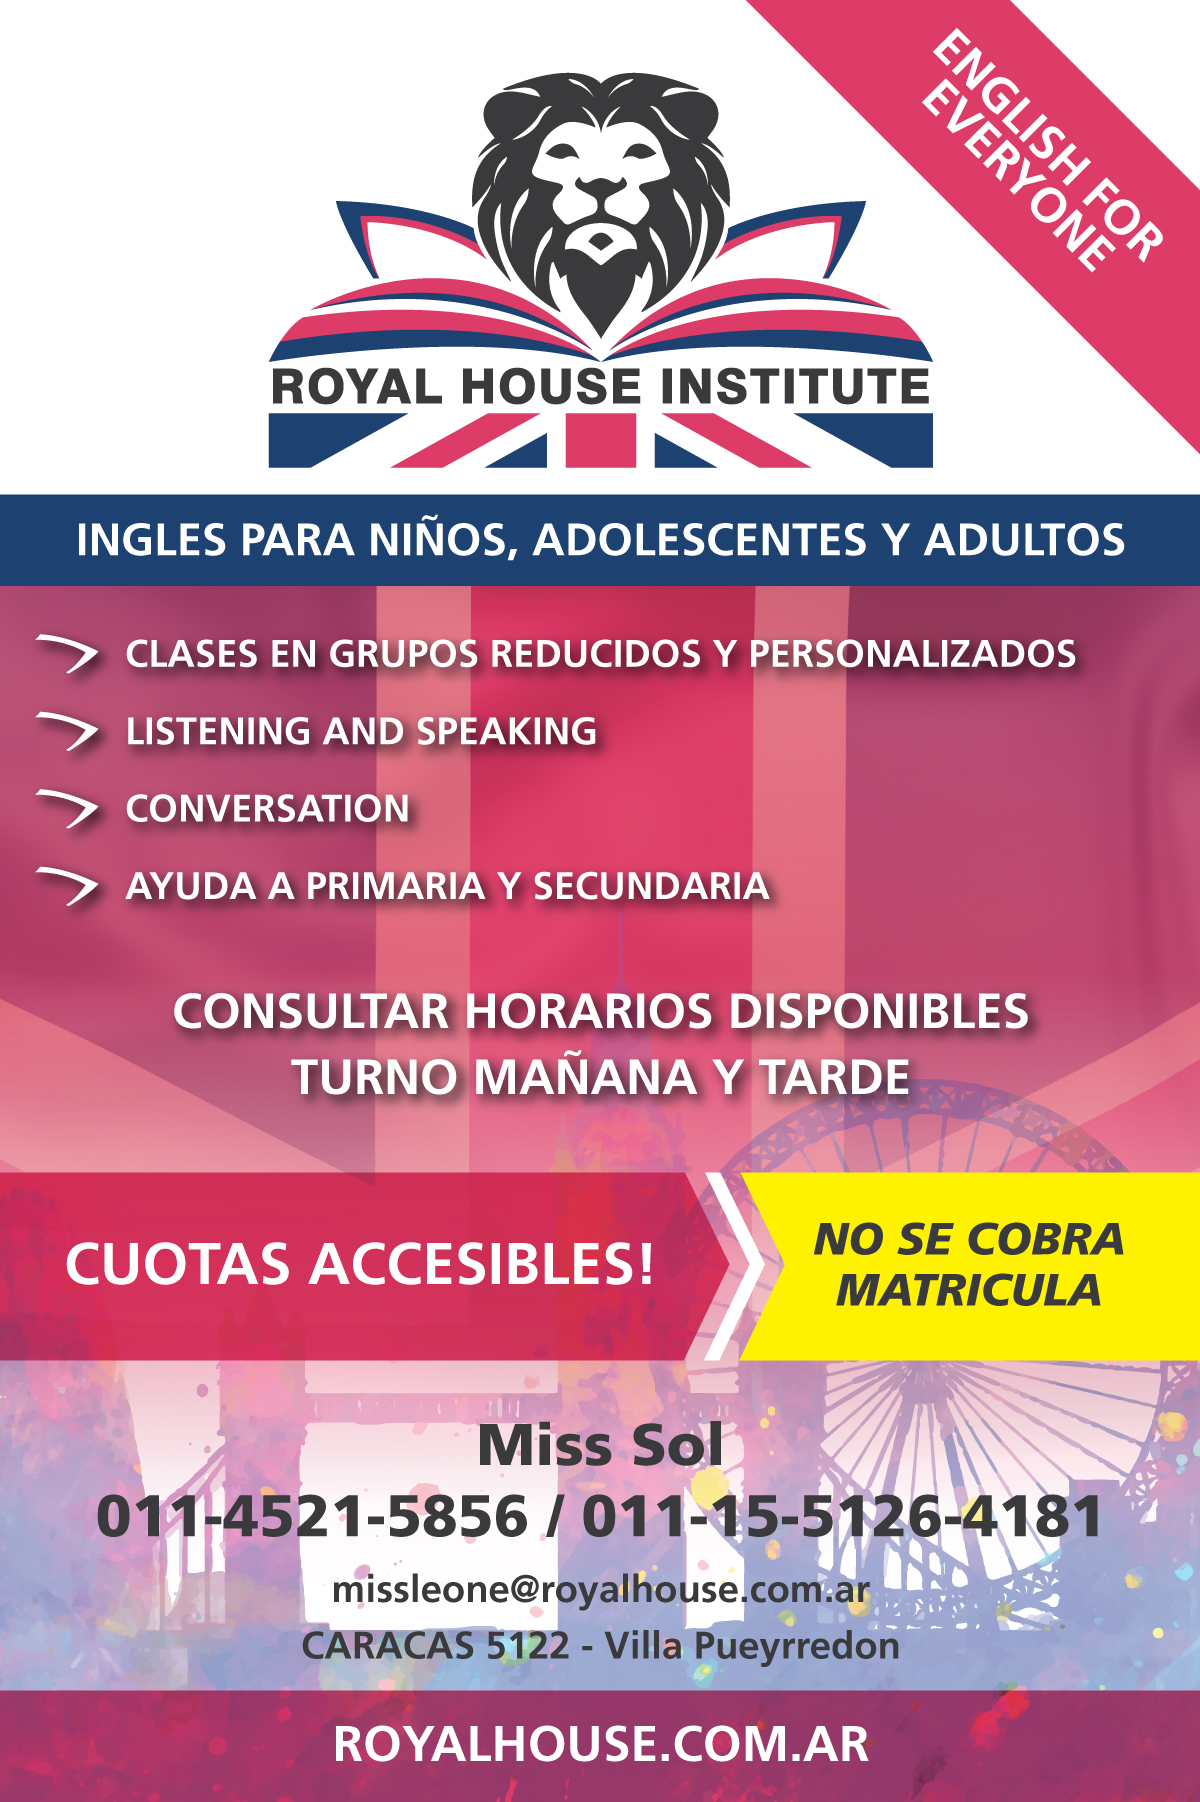 ENGLISH FOR
EVERYONE
ROYAL HOUSE INSTITUTE
INGLES PARA NIÑOS, ADOLESCENTES Y ADULTOS
CLASES EN GRUPOS REDUCIDOS Y PERSONALIZADOS
LISTENING AND SPEAKING
CONVERSATION
AYUDA A PRIMARIA Y SECUNDARIA
CONSULTAR HORARIOS DISPONIBLES
TURNO MAÑANA Y TARDE
CUOTAS ACCESIBLES!
NO SE COBRA
MATRICULA
Miss Sol
011-4521-5856 / 011-15-5126-4181
missleone@royalhouse.com.ar
CARACAS 5122 - Villa Pueyrredon
ROYALHOUSE.COM.AR